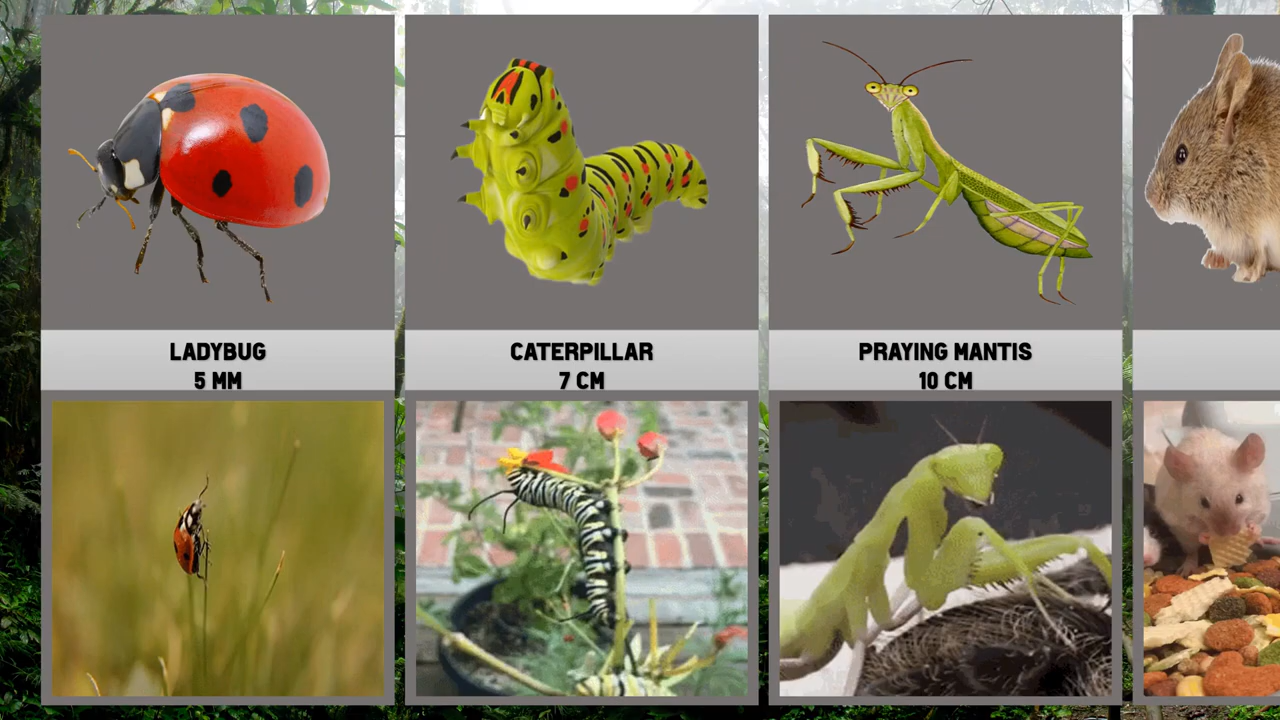 LADYBUG
5 MM
CATERPILLAR
7 CM
PRAYING MANTIS
10 CM